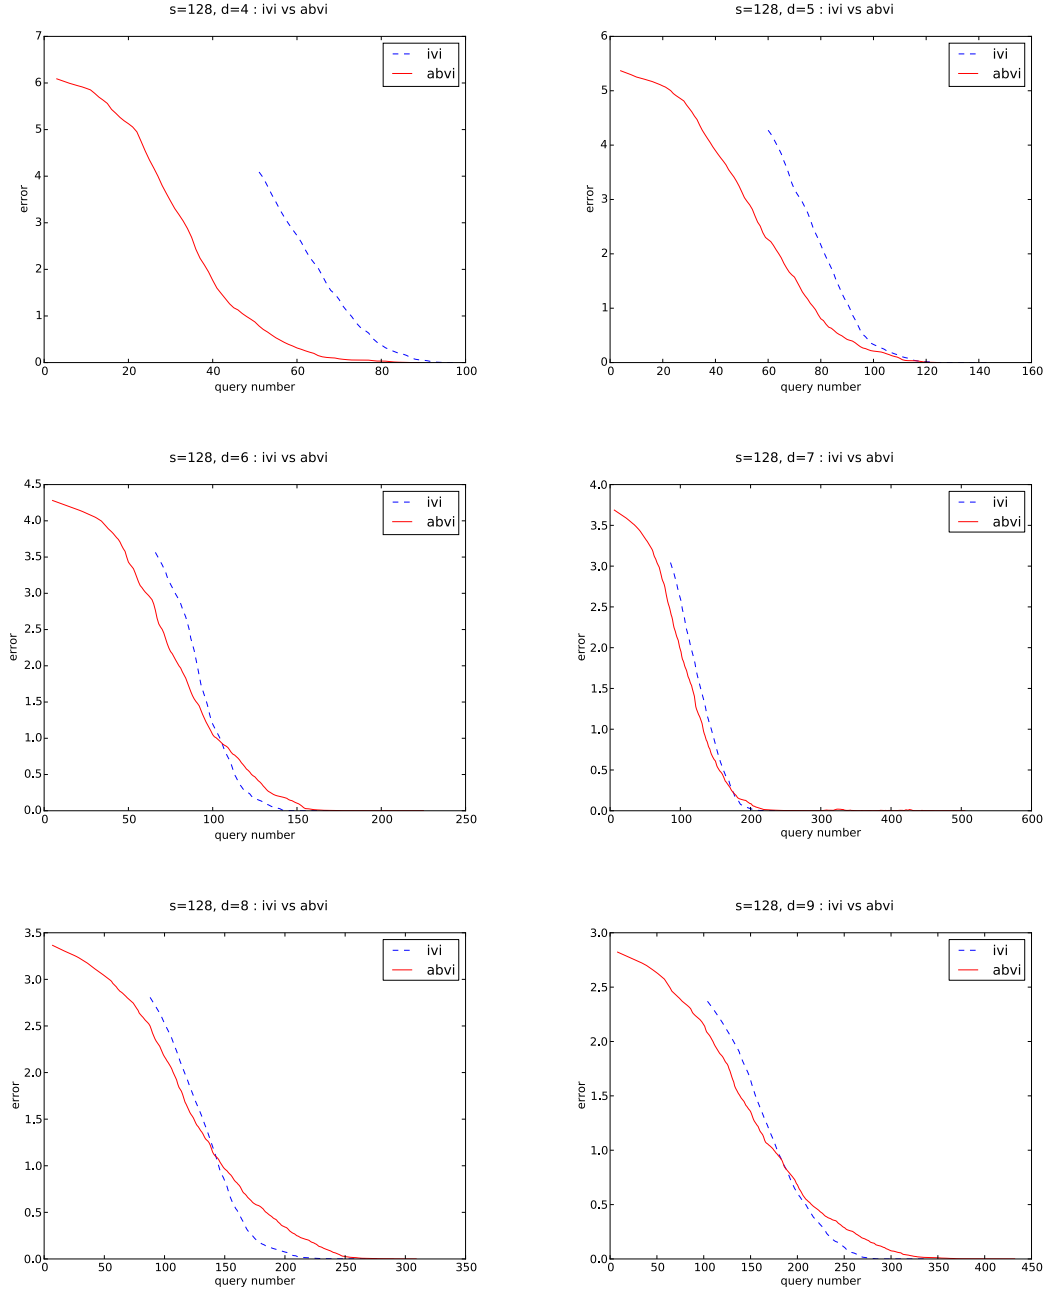 s=128, d=4 : ivi vs abvi
7
6
5
4
3
2
1
0
error
0 20 40 60 80 100
query number
ivi
abvi
s=128, d=5 : ivi vs abvi
6
5
4
3
2
1
0
error
0 20 40 60 80 100 120 140 160
query number
ivi
abvi
s=128, d=6 : ivi vs abvi
4.5
4.0
3.5
3.0
2.5
2.0
1.5
1.0
0.5
0.0
error
0 50 100 150 200 250
query number
ivi
abvi
s=128, d=7 : ivi vs abvi
4.0
3.5
3.0
2.5
2.0
1.5
1.0
0.5
0.0
error
0 100 200 300 400 500 600
query number
ivi
abvi
s=128, d=8 : ivi vs abvi
3.5
3.0
2.5
2.0
1.5
1.0
0.5
0.0
error
0 50 100 150 200 250 300 350
query number
ivi
abvi
s=128, d=9 : ivi vs abvi
3.0
2.5
2.0
1.5
1.0
0.5
0.0
error
0 50 100 150 200 250 300 350 400 450
query number
ivi
abvi